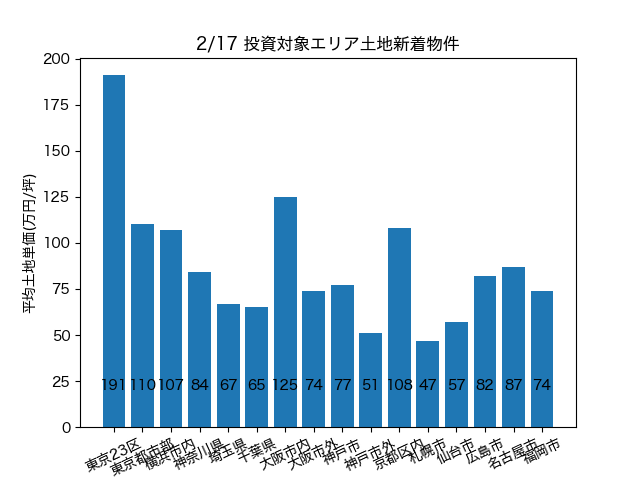 2/17 投資対象エリア土地新着物件
平均土地単価(万円/坪)
200
175
150
125
100
75
50
25
0
191 110 107 84 67 65 125 74 77 51 108 47 57 82 87 74
東京23区
東京都市部
横浜市内
神奈川県
埼玉県
千葉県
大阪市内
大阪市外
神戸市
神戸市外
京都区内
札幌市
仙台市
広島市
名古屋市
福岡市